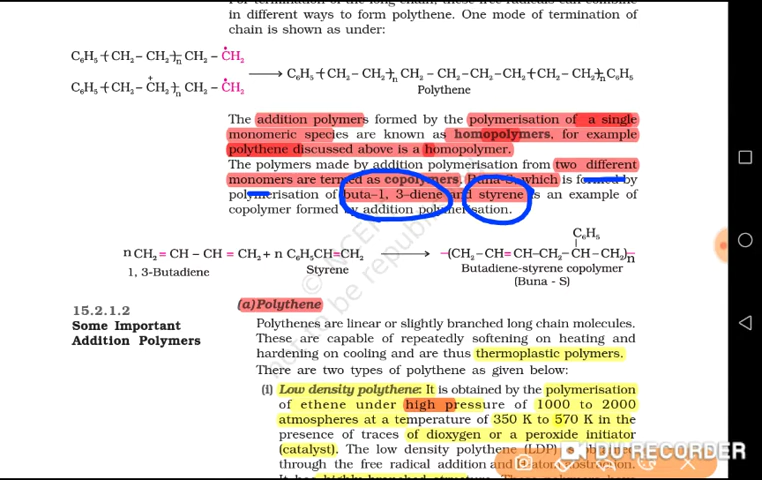 in different ways to form polythene. One mode of termination of
chain is shown as under:
C₆H₅ (CH₂ – CH₂)ₙ CH₂ – ĊH₂
C₆H₅ (CH₂ – CH₂)ₙ CH₂ – ĊH₂
⟶ C₆H₅ (CH₂ – CH₂)ₙ CH₂ – CH₂ – CH₂ – CH₂ (CH₂ – CH₂)ₙ C₆H₅
Polythene
The addition polymers formed by the polymerisation of a single
monomeric species are known as homopolymers, for example
polythene discussed above is a homopolymer.
The polymers made by addition polymerisation from two different
monomers are termed as copolymers. Buna-S, which is formed by
polymerisation of buta–1, 3–diene and styrene is an example of
copolymer formed by addition polymerisation.
C₆H₅
n CH₂ = CH – CH = CH₂ + n C₆H₅CH=CH₂ ⟶ –(CH₂ – CH=CH–CH₂ – CH–CH₂)ₙ–
1, 3-Butadiene Styrene Butadiene-styrene copolymer
(Buna - S)
15.2.1.2
Some Important
Addition Polymers
(a) Polythene
Polythenes are linear or slightly branched long chain molecules.
These are capable of repeatedly softening on heating and
hardening on cooling and are thus thermoplastic polymers.
There are two types of polythene as given below:
(i) Low density polythene: It is obtained by the polymerisation
of ethene under high pressure of 1000 to 2000
atmospheres at a temperature of 350 K to 570 K in the
presence of traces of dioxygen or a peroxide initiator
(catalyst). The low density polythene (LDP)
through the free radical addition and
DU RECORDER